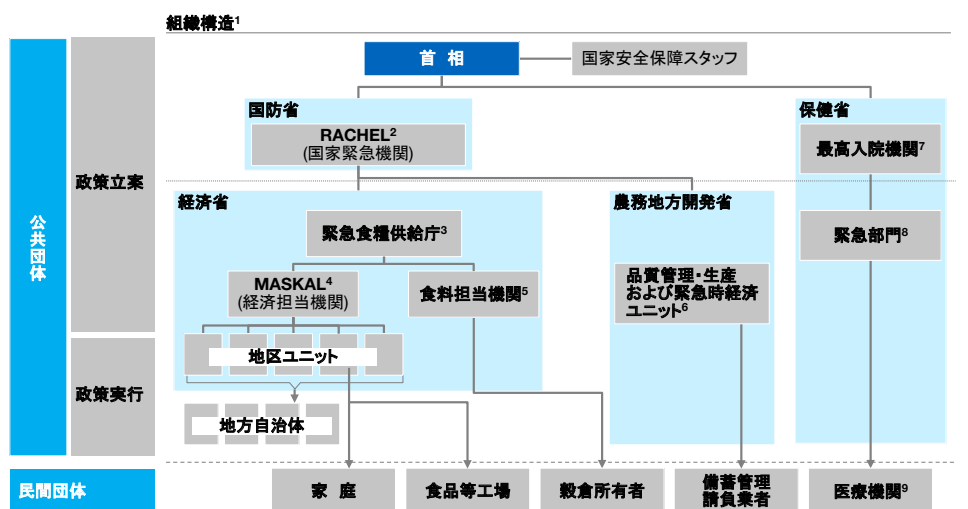 組織構造1
首 相
国家安全保障スタッフ
国防省
RACHEL2
(国家緊急機関)
保健省
最高入院機関7
政策立案
公共団体
経済省
緊急食糧供給庁3
MASKAL4
(経済担当機関)
食料担当機関5
地区ユニット
農務地方開発省
品質管理・生産
および緊急時経済
ユニット6
緊急部門8
政策実行
地方自治体
民間団体
家 庭
食品等工場
穀倉所有者
備蓄管理
請負業者
医療機関9